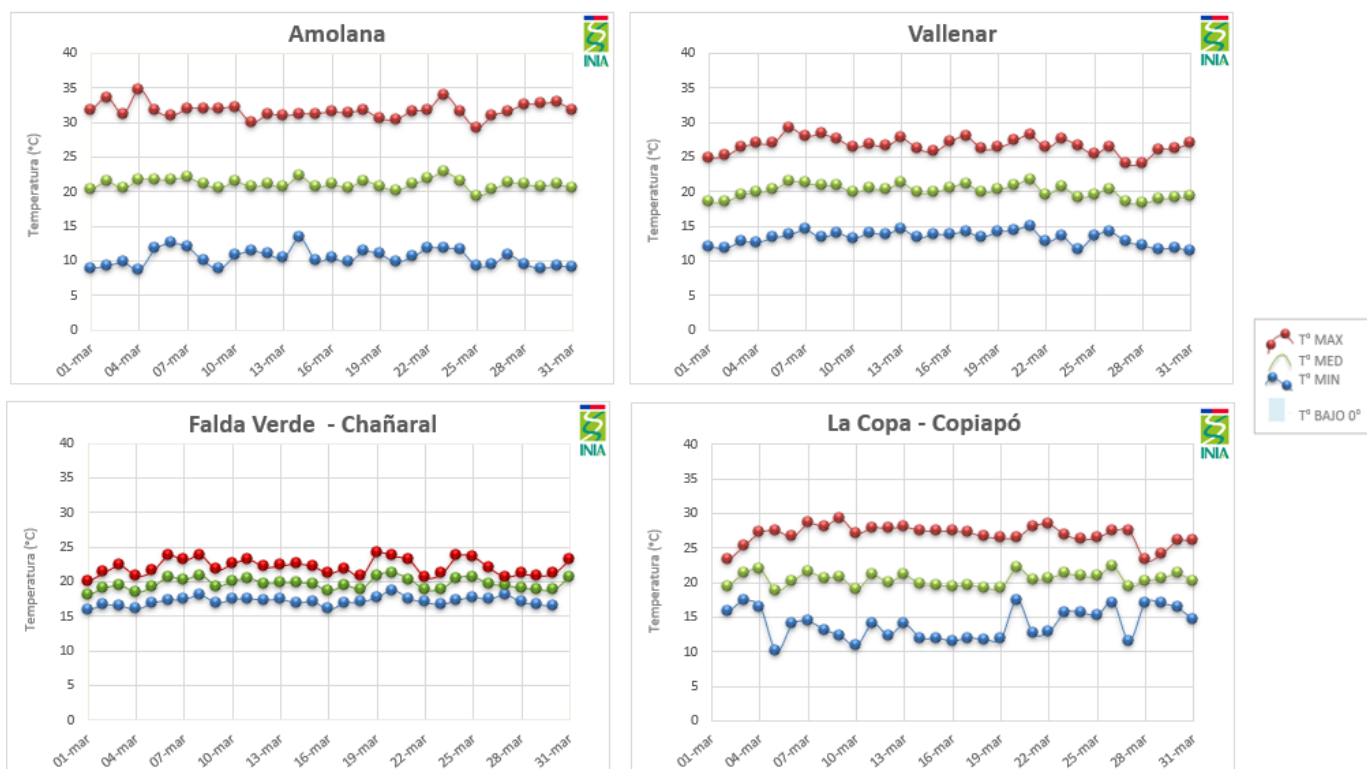 Amolana
INIA
Temperatura (°C)
40
35
30
25
20
15
10
5
0
01-mar
04-mar
07-mar
10-mar
13-mar
16-mar
19-mar
22-mar
25-mar
28-mar
31-mar
Vallenar
INIA
Temperatura (°C)
40
35
30
25
20
15
10
5
0
01-mar
04-mar
07-mar
10-mar
13-mar
16-mar
19-mar
22-mar
25-mar
28-mar
31-mar
T° MAX
T° MED
T° MIN
T° BAJO 0°
Falda Verde - Chañaral
INIA
Temperatura (°C)
40
35
30
25
20
15
10
5
0
01-mar
04-mar
07-mar
10-mar
13-mar
16-mar
19-mar
22-mar
25-mar
28-mar
31-mar
La Copa - Copiapó
INIA
Temperatura (°C)
40
35
30
25
20
15
10
5
0
01-mar
04-mar
07-mar
10-mar
13-mar
16-mar
19-mar
22-mar
25-mar
28-mar
31-mar